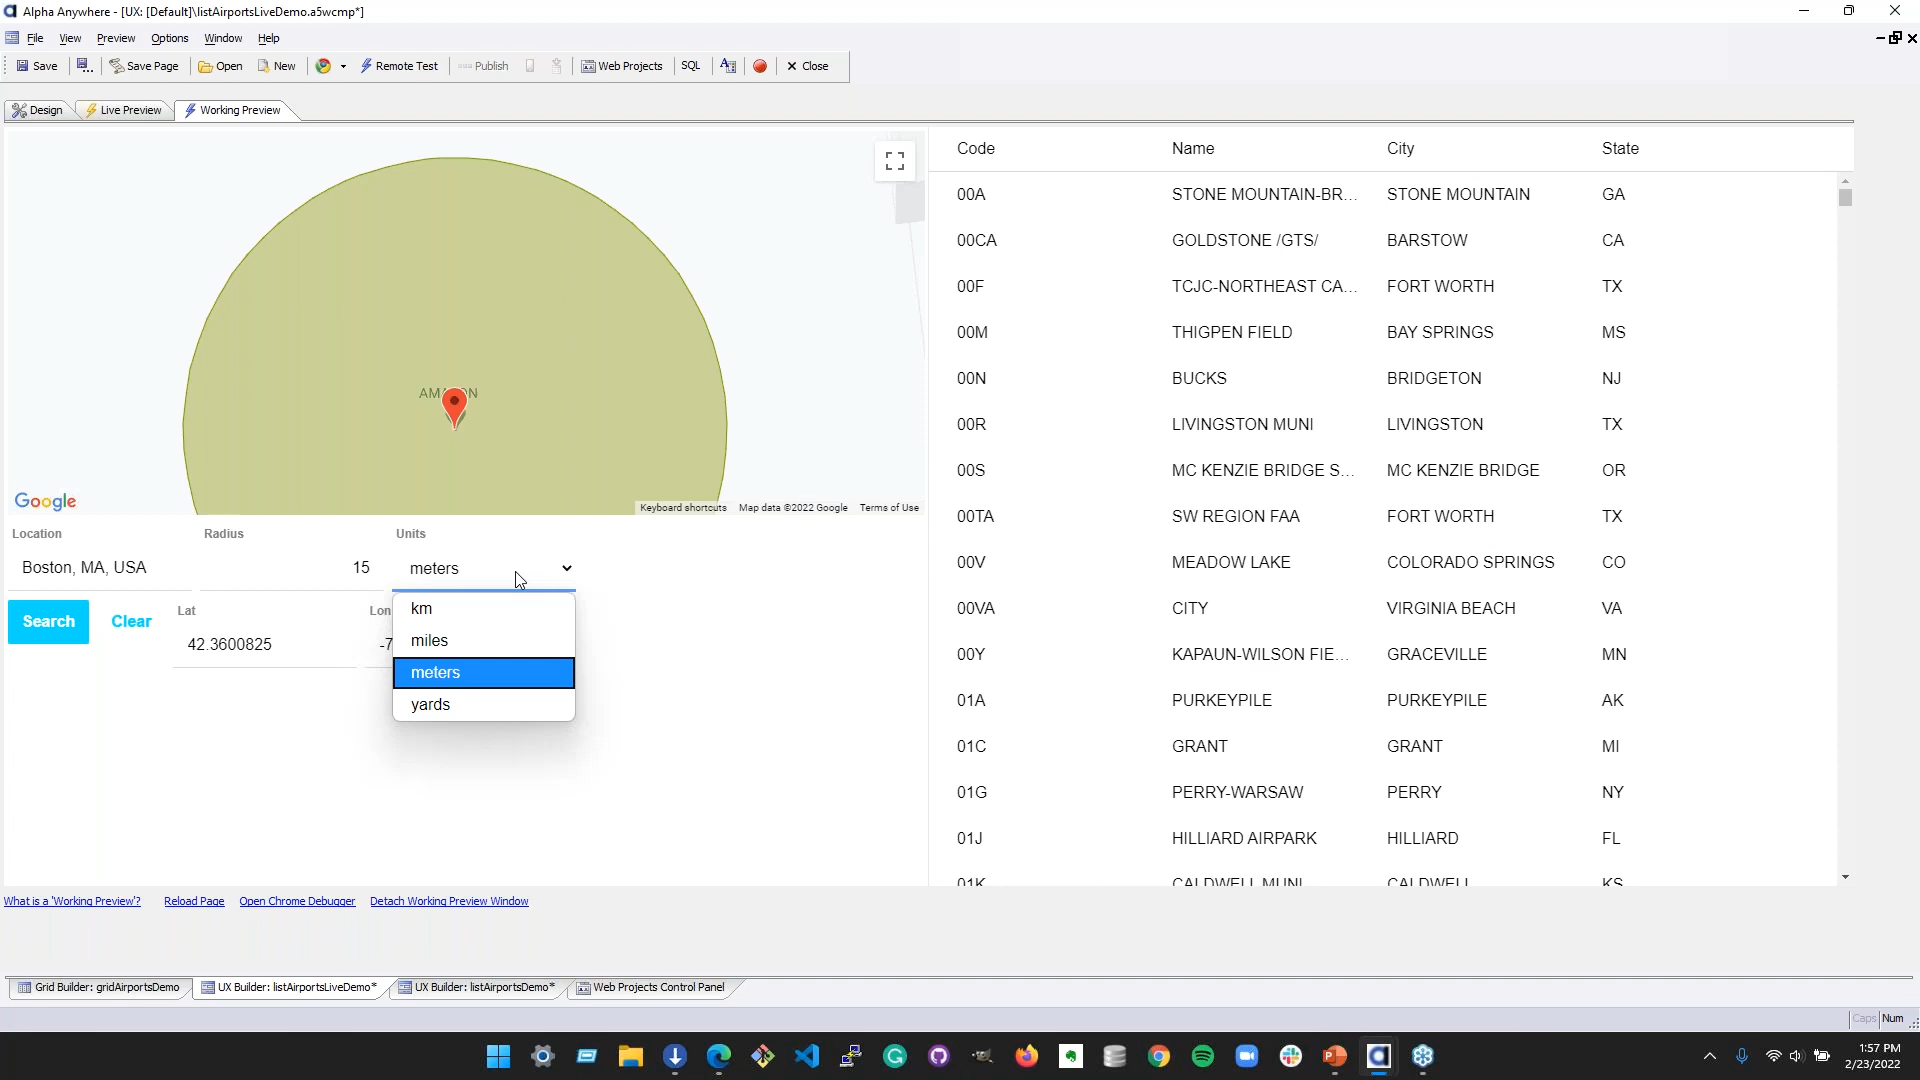 Alpha Anywhere - [UX: [Default]\listAirportsLiveDemo.a5wcmp*]
File View Preview Options Window Help
Save Save Page Open New Remote Test Publish Web Projects SQL Close
Design Live Preview Working Preview
AM ON
Google
Keyboard shortcuts Map data ©2022 Google Terms of Use
Location Radius Units
Boston, MA, USA 15 meters
km
miles
meters
yards
Search Clear Lat Lon
42.3600825 -7
Code Name City State
00A STONE MOUNTAIN-BR... STONE MOUNTAIN GA
00CA GOLDSTONE /GTS/ BARSTOW CA
00F TCJC-NORTHEAST CA... FORT WORTH TX
00M THIGPEN FIELD BAY SPRINGS MS
00N BUCKS BRIDGETON NJ
00R LIVINGSTON MUNI LIVINGSTON TX
00S MC KENZIE BRIDGE S... MC KENZIE BRIDGE OR
00TA SW REGION FAA FORT WORTH TX
00V MEADOW LAKE COLORADO SPRINGS CO
00VA CITY VIRGINIA BEACH VA
00Y KAPAUN-WILSON FIE... GRACEVILLE MN
01A PURKEYPILE PURKEYPILE AK
01C GRANT GRANT MI
01G PERRY-WARSAW PERRY NY
01J HILLIARD AIRPARK HILLIARD FL
01K CALDWELL MUNI CALDWELL KS
What is a 'Working Preview'? Reload Page Open Chrome Debugger Detach Working Preview Window
Grid Builder: gridAirportsDemo UX Builder: listAirportsLiveDemo* UX Builder: listAirportsDemo* Web Projects Control Panel
Caps Num
1:57 PM
2/23/2022